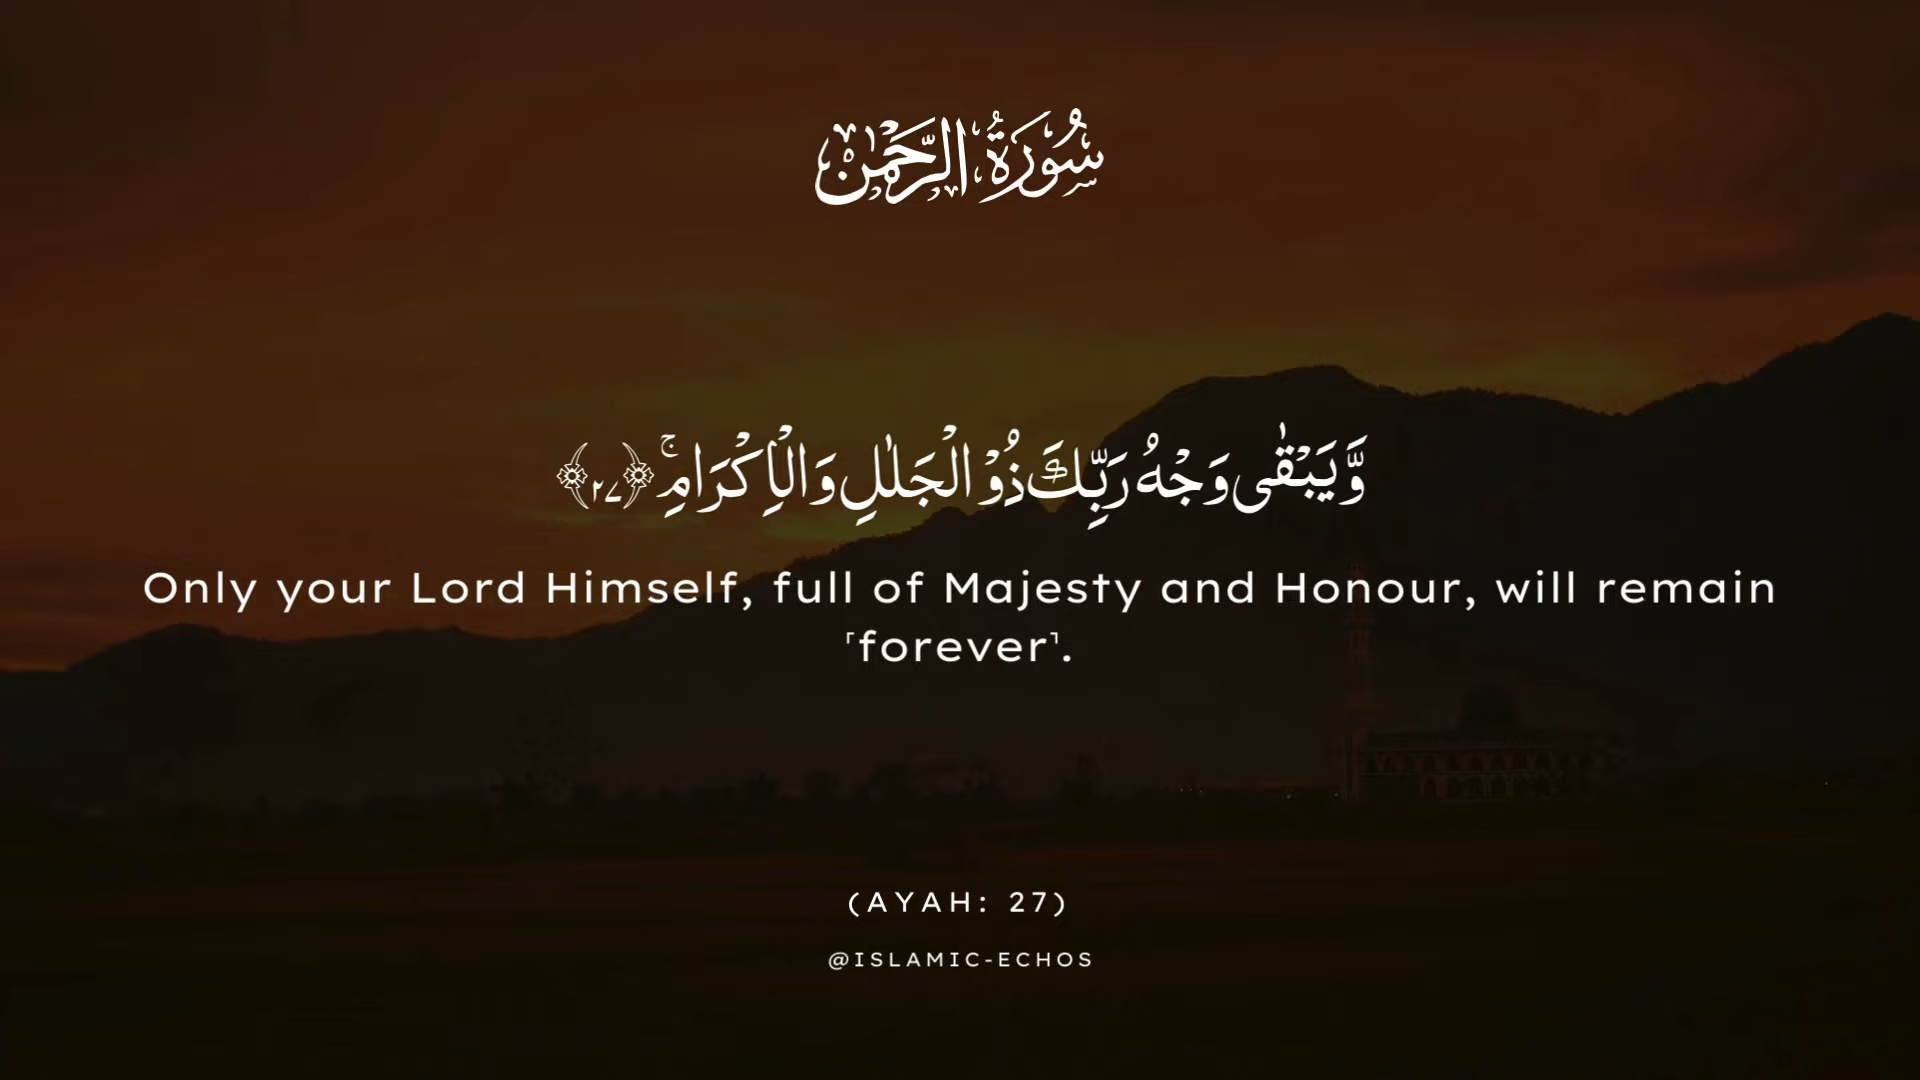 سُورَةُ الرَّحْمٰن
وَّيَبْقٰى وَجْهُ رَبِّكَ ذُوْ الْجَلٰلِ وَالْاِكْرَامِۚ ﴿٢٧﴾
Only your Lord Himself, full of Majesty and Honour, will remain
˹forever˺.
(AYAH: 27)
@ISLAMIC-ECHOS